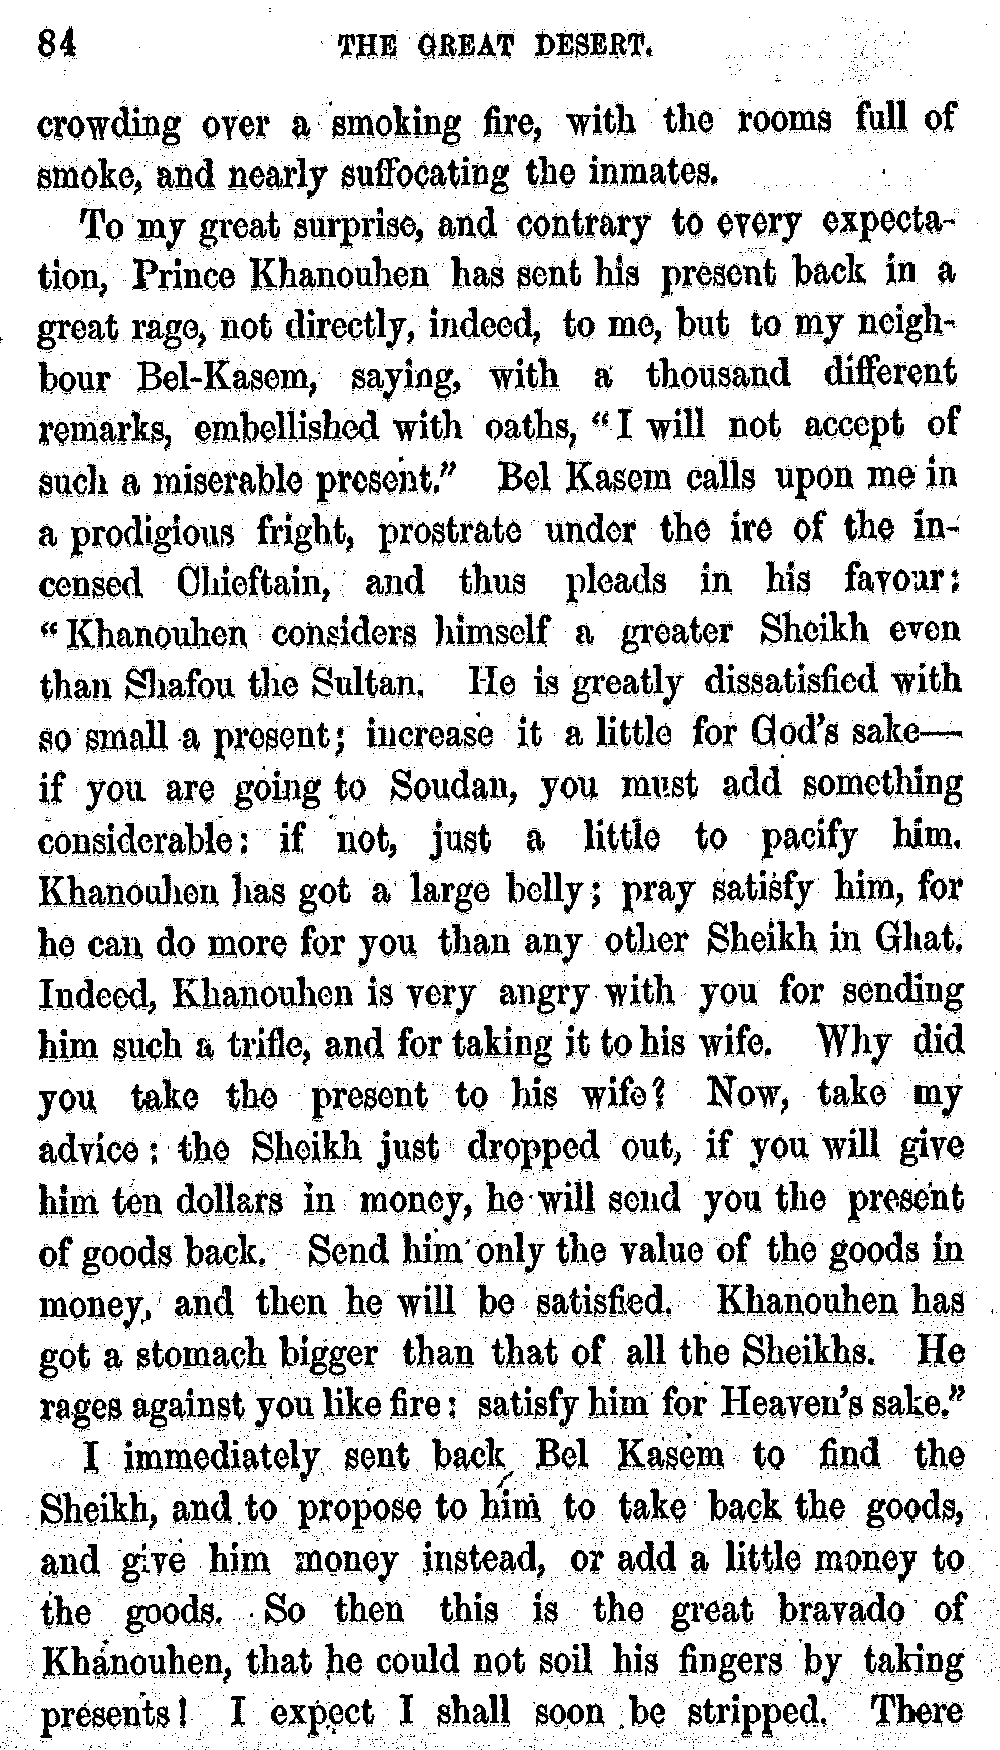 84 THE GREAT DESERT.
crowding over a smoking fire, with the rooms full of
smoke, and nearly suffocating the inmates.
To my great surprise, and contrary to every expecta-
tion, Prince Khanouhen has sent his present back in a
great rage, not directly, indeed, to me, but to my neigh-
bour Bel-Kasem, saying, with a thousand different
remarks, embellished with oaths, “I will not accept of
such a miserable present.” Bel Kasem calls upon me in
a prodigious fright, prostrate under the ire of the in-
censed Chieftain, and thus pleads in his favour:
“Khanouhen considers himself a greater Sheikh even
than Shafou the Sultan. He is greatly dissatisfied with
so small a present; increase it a little for God's sake—
if you are going to Soudan, you must add something
considerable: if not, just a little to pacify him.
Khanouhen has got a large belly; pray satisfy him, for
he can do more for you than any other Sheikh in Ghat.
Indeed, Khanouhen is very angry with you for sending
him such a trifle, and for taking it to his wife. Why did
you take the present to his wife? Now, take my
advice: the Sheikh just dropped out, if you will give
him ten dollars in money, he will send you the present
of goods back. Send him only the value of the goods in
money, and then he will be satisfied. Khanouhen has
got a stomach bigger than that of all the Sheikhs. He
rages against you like fire: satisfy him for Heaven's sake.”
I immediately sent back Bel Kasem to find the
Sheikh, and to propose to him to take back the goods,
and give him money instead, or add a little money to
the goods. So then this is the great bravado of
Khanouhen, that he could not soil his fingers by taking
presents! I expect I shall soon be stripped. There